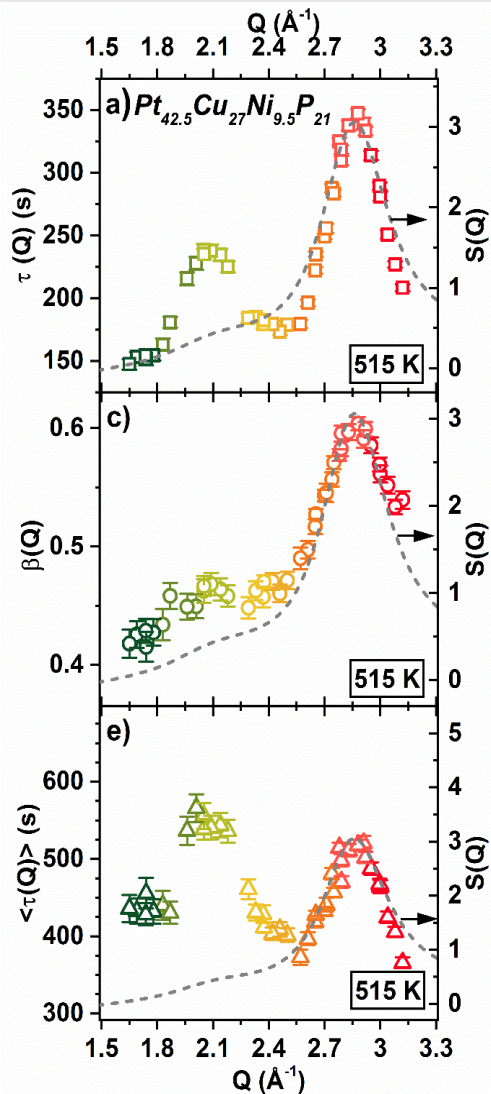 Q (Å⁻¹)
1.5 1.8 2.1 2.4 2.7 3 3.3
a) Pt₄₂.₅Cu₂₇Ni₉.₅P₂₁
350
300
250
200
150
τ (Q) (s)
3
2
1
0
S(Q)
515 K
c)
0.6
0.5
0.4
β(Q)
3
2
1
0
S(Q)
515 K
e)
600
500
400
300
<τ(Q)> (s)
5
4
3
2
1
0
S(Q)
515 K
1.5 1.8 2.1 2.4 2.7 3 3.3
Q (Å⁻¹)